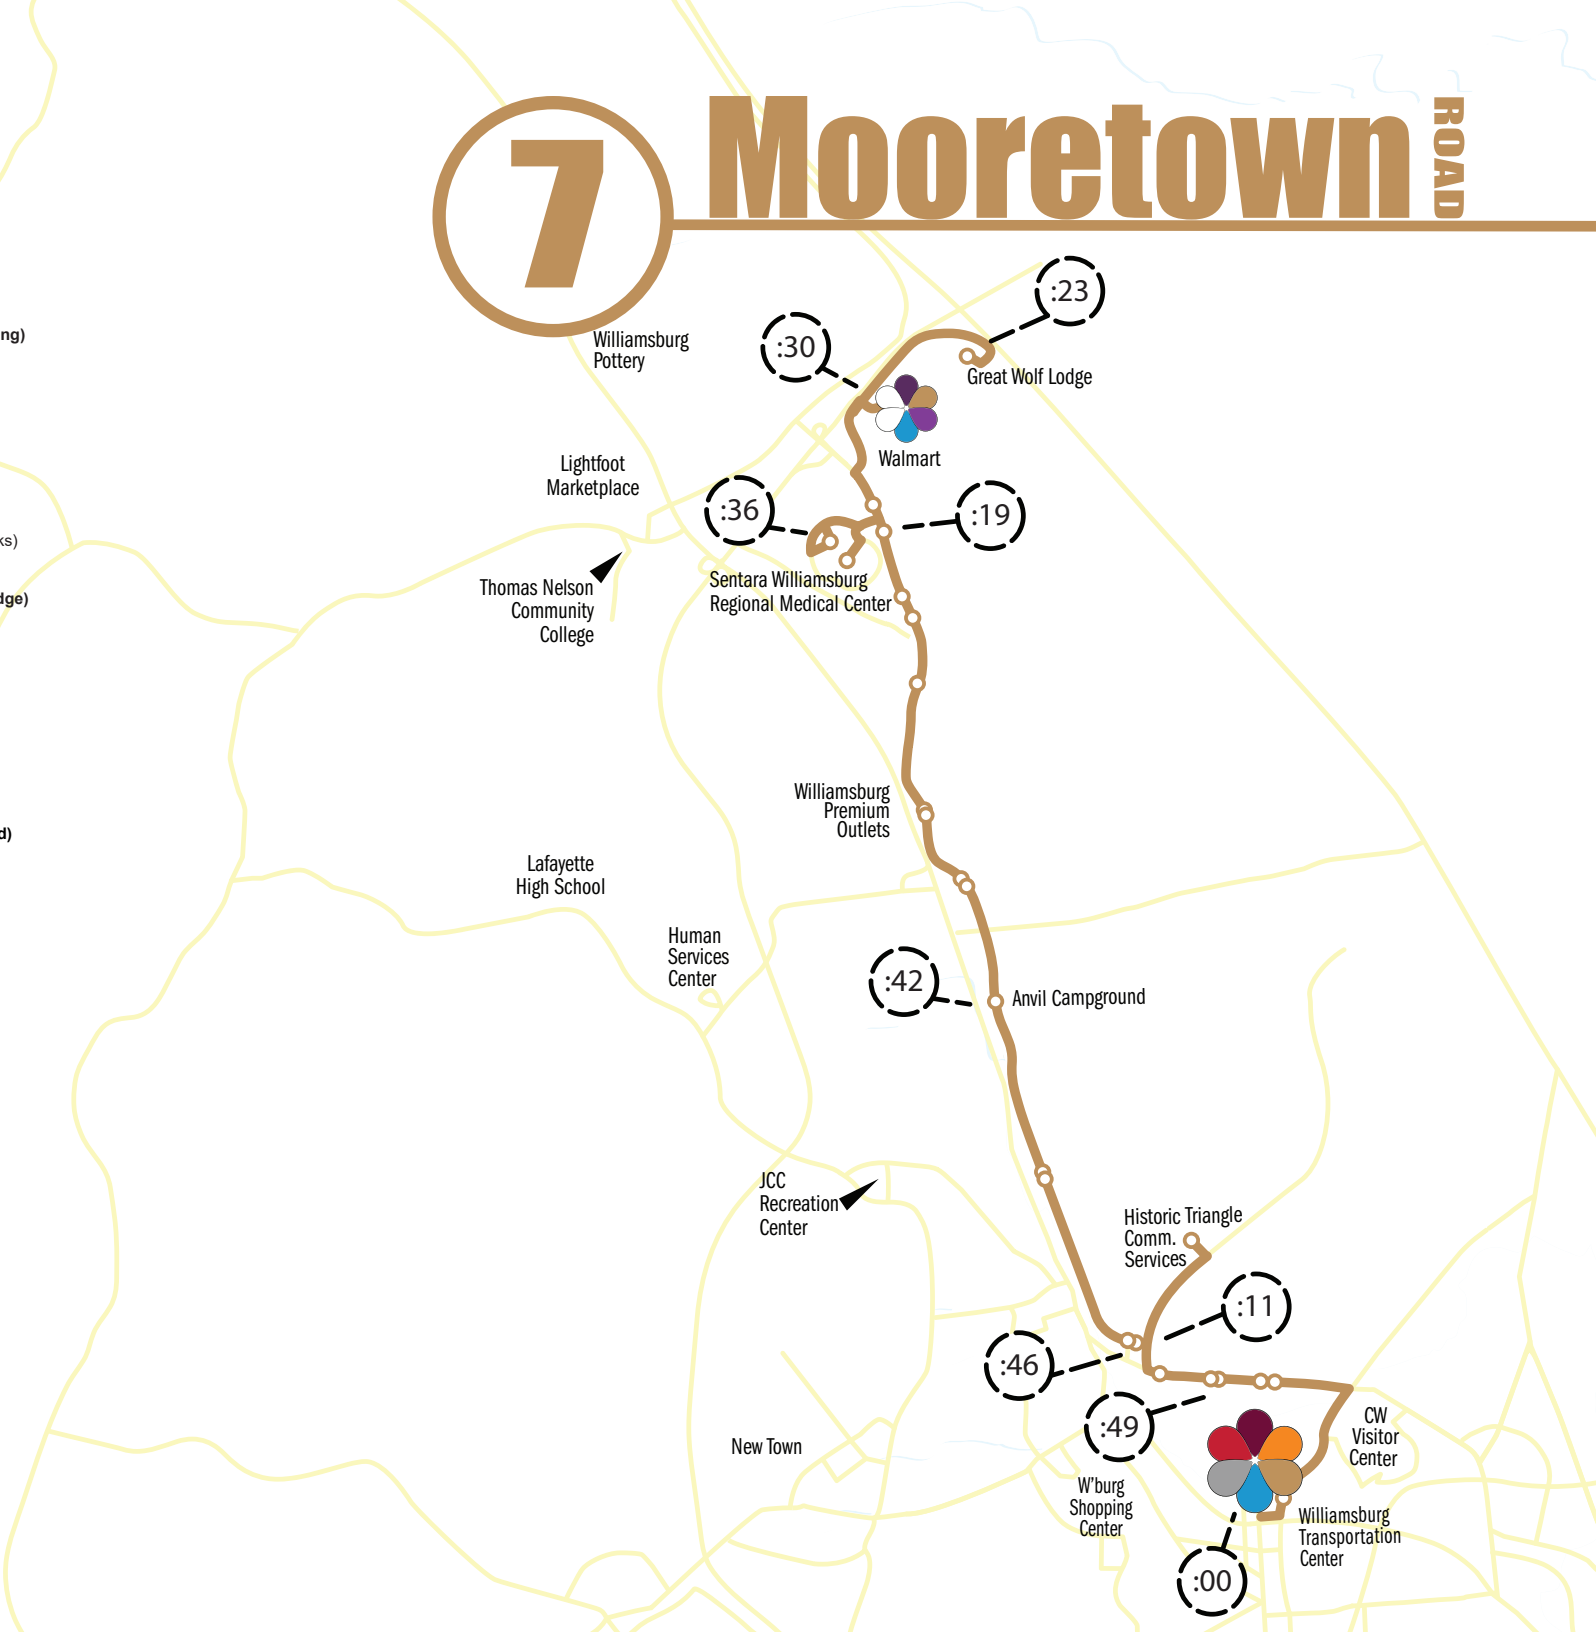 7
Mooretown
ROAD
:23
ng)
Williamsburg
Pottery
:30
Great Wolf Lodge
Walmart
Lightfoot
Marketplace
:36
:19
ks)
Sentara Williamsburg
Regional Medical Center
Thomas Nelson
Community
College
dge)
Williamsburg
Premium
Outlets
d)
Lafayette
High School
Human
Services
Center
:42
Anvil Campground
JCC
Recreation
Center
Historic Triangle
Comm.
Services
:11
:46
:49
CW
Visitor
Center
New Town
W'burg
Shopping
Center
Williamsburg
Transportation
Center
:00